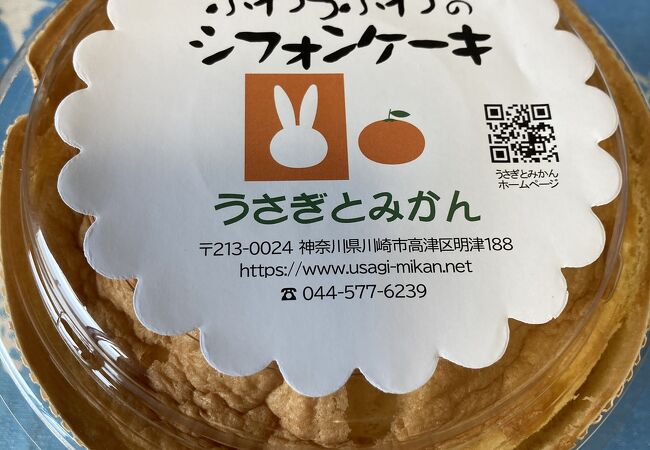 シフォンケーキ
うさぎとみかん
ホームページ
うさぎとみかん
〒213-0024 神奈川県川崎市高津区明津188
https://www.usagi-mikan.net
☎ 044-577-6239